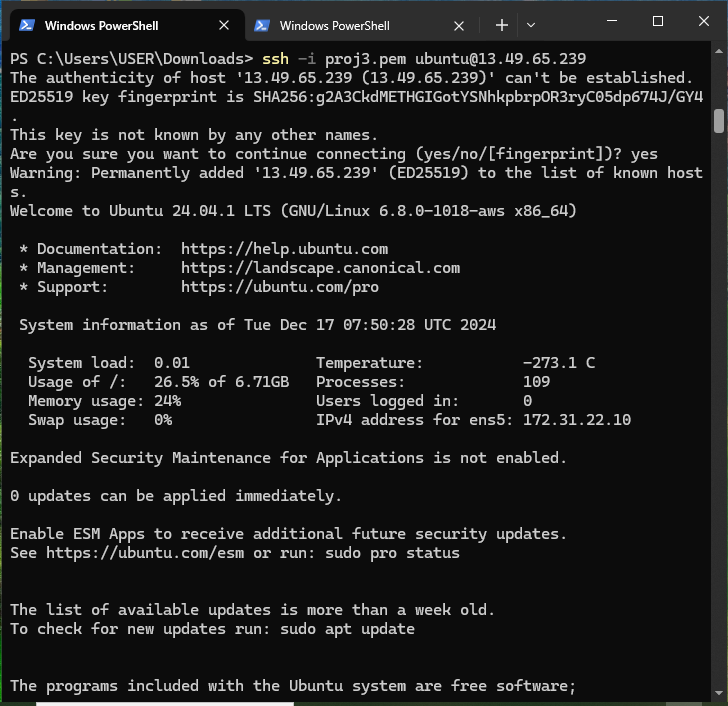 Windows PowerShell
Windows PowerShell
PS C:\Users\USER\Downloads> ssh -i proj3.pem ubuntu@13.49.65.239
The authenticity of host '13.49.65.239 (13.49.65.239)' can't be established.
ED25519 key fingerprint is SHA256:g2A3CkdMETHGIGotYSNhkpbrpOR3ryC05dp674J/GY4
.
This key is not known by any other names.
Are you sure you want to continue connecting (yes/no/[fingerprint])? yes
Warning: Permanently added '13.49.65.239' (ED25519) to the list of known host
s.
Welcome to Ubuntu 24.04.1 LTS (GNU/Linux 6.8.0-1018-aws x86_64)
* Documentation:  https://help.ubuntu.com
* Management:     https://landscape.canonical.com
* Support:        https://ubuntu.com/pro
System information as of Tue Dec 17 07:50:28 UTC 2024
System load:  0.01              Temperature:           -273.1 C
Usage of /:   26.5% of 6.71GB   Processes:             109
Memory usage: 24%               Users logged in:       0
Swap usage:   0%                IPv4 address for ens5: 172.31.22.10
Expanded Security Maintenance for Applications is not enabled.
0 updates can be applied immediately.
Enable ESM Apps to receive additional future security updates.
See https://ubuntu.com/esm or run: sudo pro status
The list of available updates is more than a week old.
To check for new updates run: sudo apt update
The programs included with the Ubuntu system are free software;